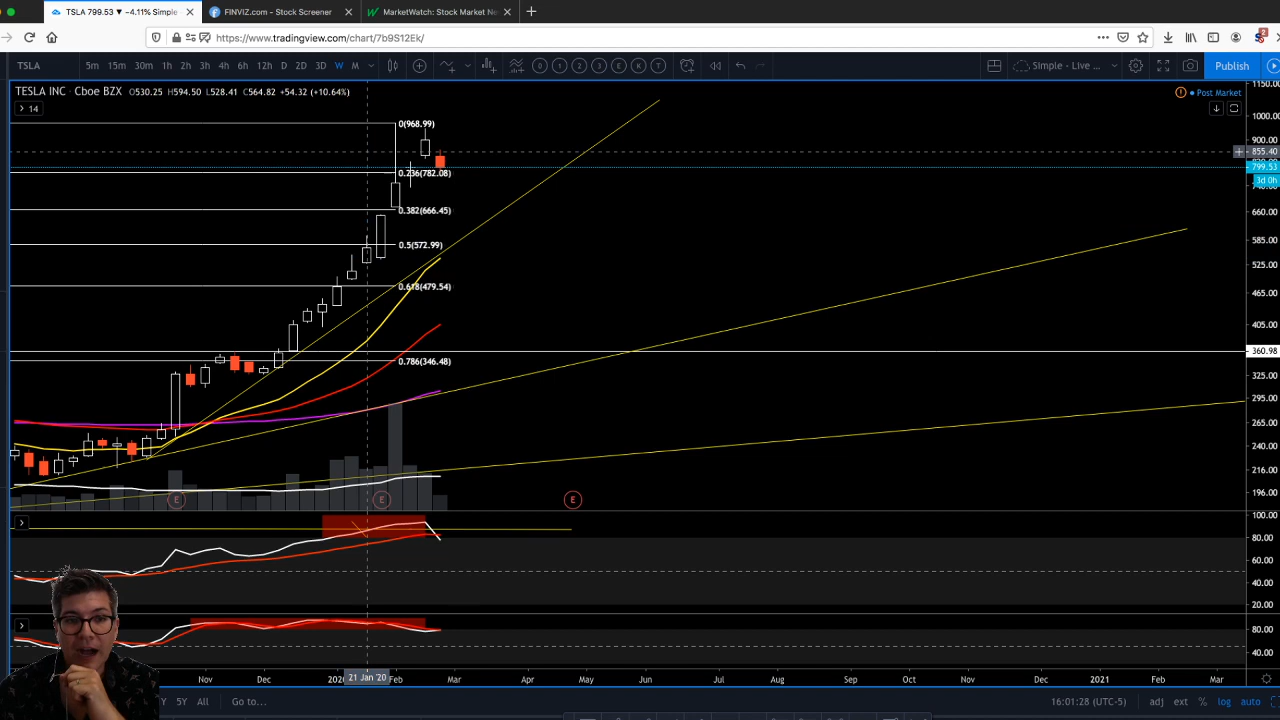 TSLA 799.53 ▼ −4.11% Simple
FINVIZ.com - Stock Screener
MarketWatch: Stock Market Ne
https://www.tradingview.com/chart/7b9S12Ek/
TSLA 5m 15m 30m 1h 2h 3h 4h 6h 12h D 2D 3D W M Simple - Live ... Publish
TESLA INC · Cboe BZX O530.25 H594.50 L528.41 C564.82 +54.32 (+10.64%)
Post Market
14
1150.00
0(968.99)
1000.00
900.00
855.40
799.53
0.236(782.08)
3d 0h
740.00
0.382(666.45)
660.00
0.5(572.99)
585.00
525.00
0.618(479.54)
465.00
405.00
360.98
0.786(346.48)
325.00
295.00
265.00
240.00
216.00
196.00
E E E
100.00
80.00
60.00
40.00
20.00
80.00
40.00
Nov Dec 2020 21 Jan '20 Feb Mar Apr May Jun Jul Aug Sep Oct Nov Dec 2021 Feb Mar
5Y All Go to... 16:01:28 (UTC-5) adj ext % log auto